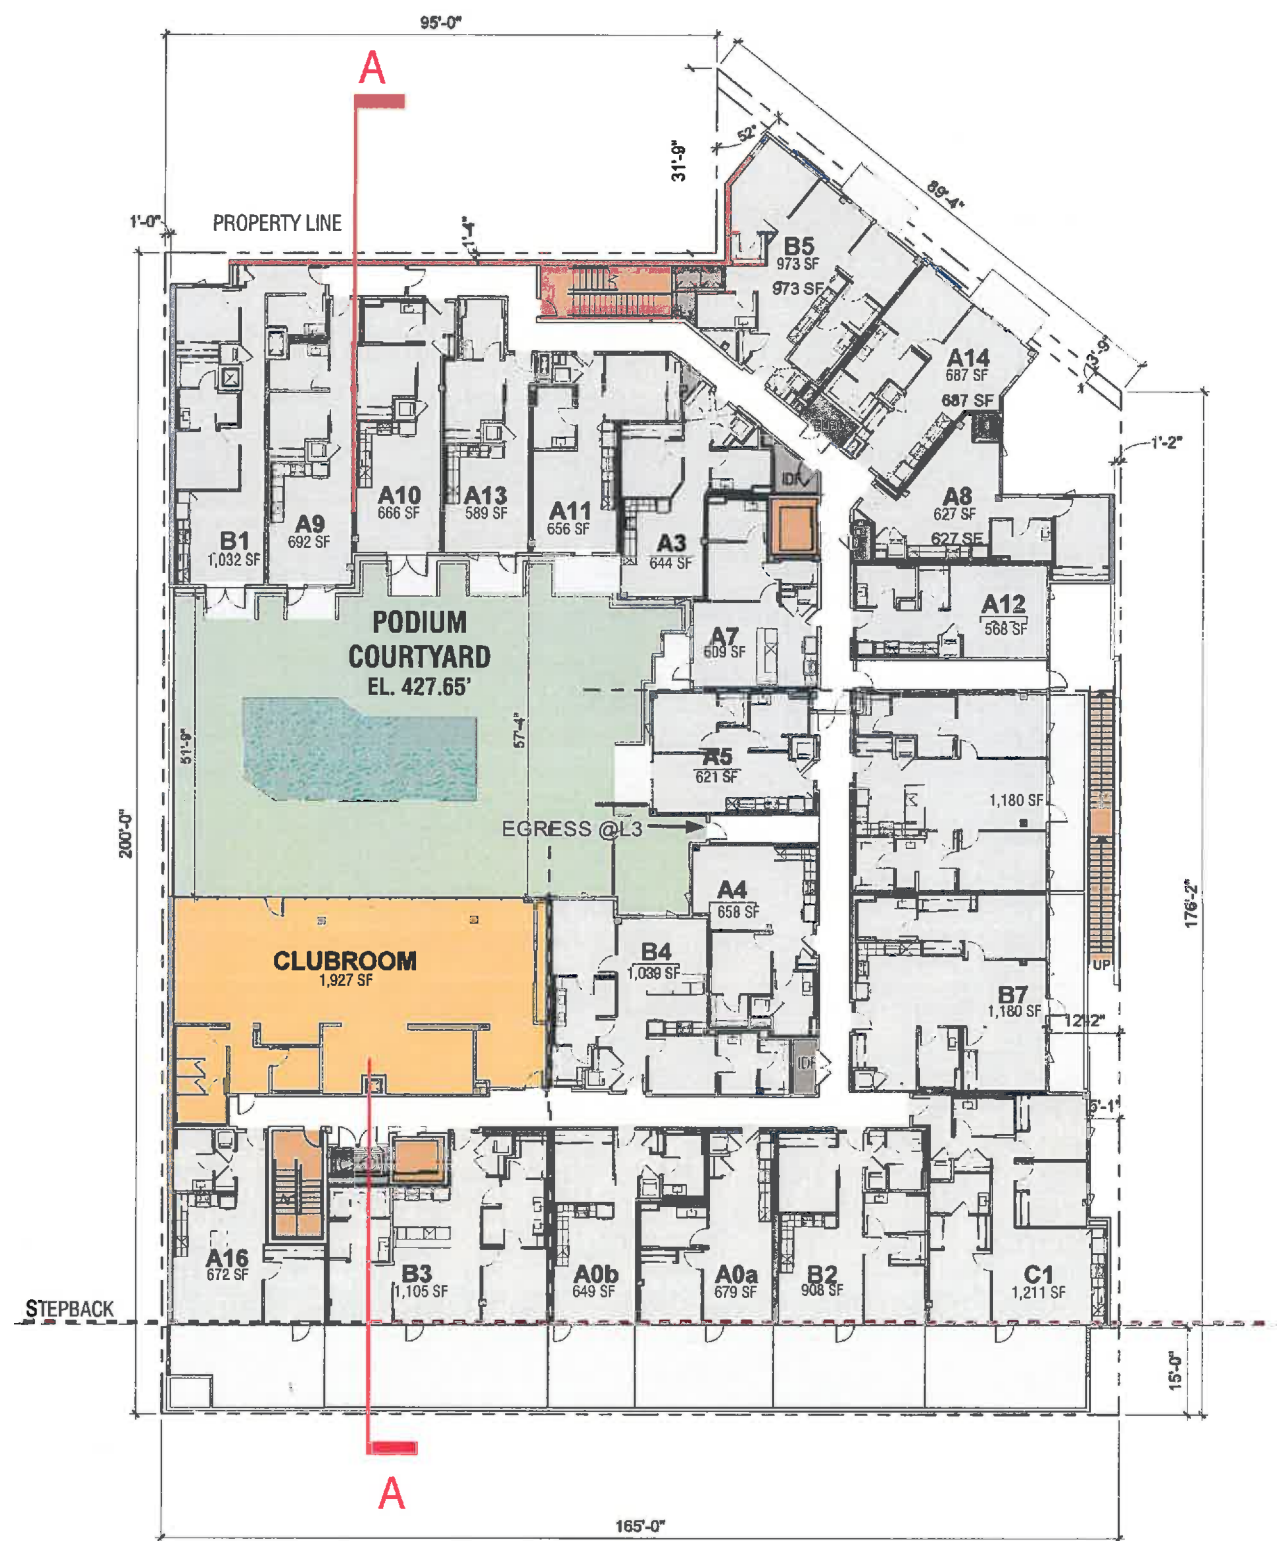 95'-0"
A
52"
31'-9"
89'-4"
1'-0"
PROPERTY LINE
1'-4"
B5
973 SF
973 SF
3'-9"
A14
687 SF
687 SF
1'-2"
IDF
A10
666 SF
A13
589 SF
A11
656 SF
A8
627 SF
627 SF
A9
692 SF
B1
1,032 SF
A3
644 SF
A12
568 SF
PODIUM
COURTYARD
EL. 427.65'
A7
609 SF
51'-9"
57'-4"
A5
621 SF
1,180 SF
EGRESS @L3
200'-0"
176'-2"
A4
658 SF
CLUBROOM
1,927 SF
B4
1,039 SF
UP
B7
1,180 SF
12'-2"
IDF
5'-1"
A16
672 SF
B3
1,105 SF
A0b
649 SF
A0a
679 SF
B2
908 SF
C1
1,211 SF
STEPBACK
15'-0"
A
165'-0"